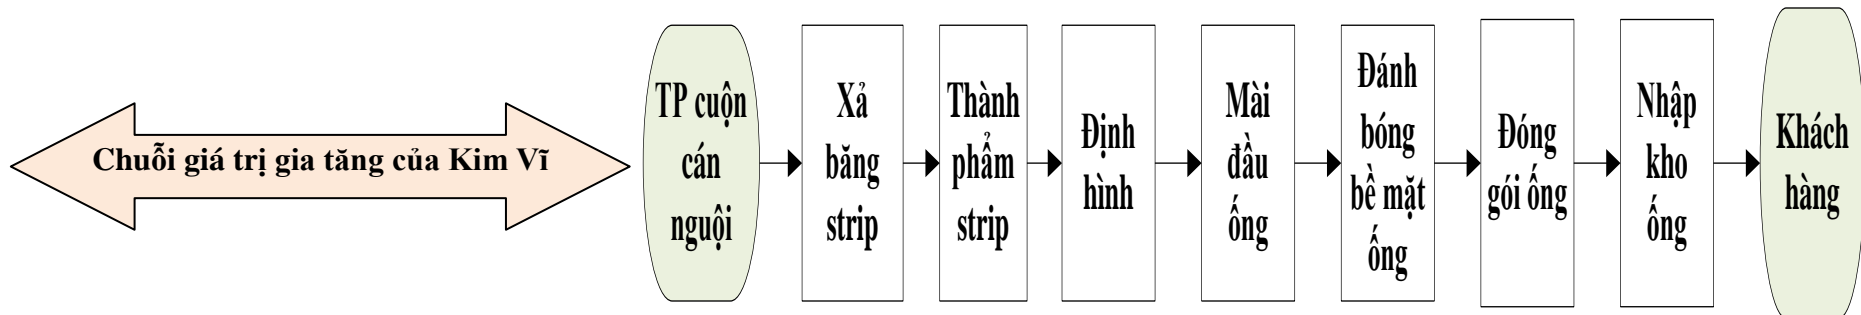 Chuỗi giá trị gia tăng của Kim Vĩ
TP cuộn
cán
nguội
Xả
băng
strip
Thành
phẩm
strip
Định
hình
Mài
đầu
ống
Đánh
bóng
bề mặt
ống
Đóng
gói ống
Nhập
kho
ống
Khách
hàng